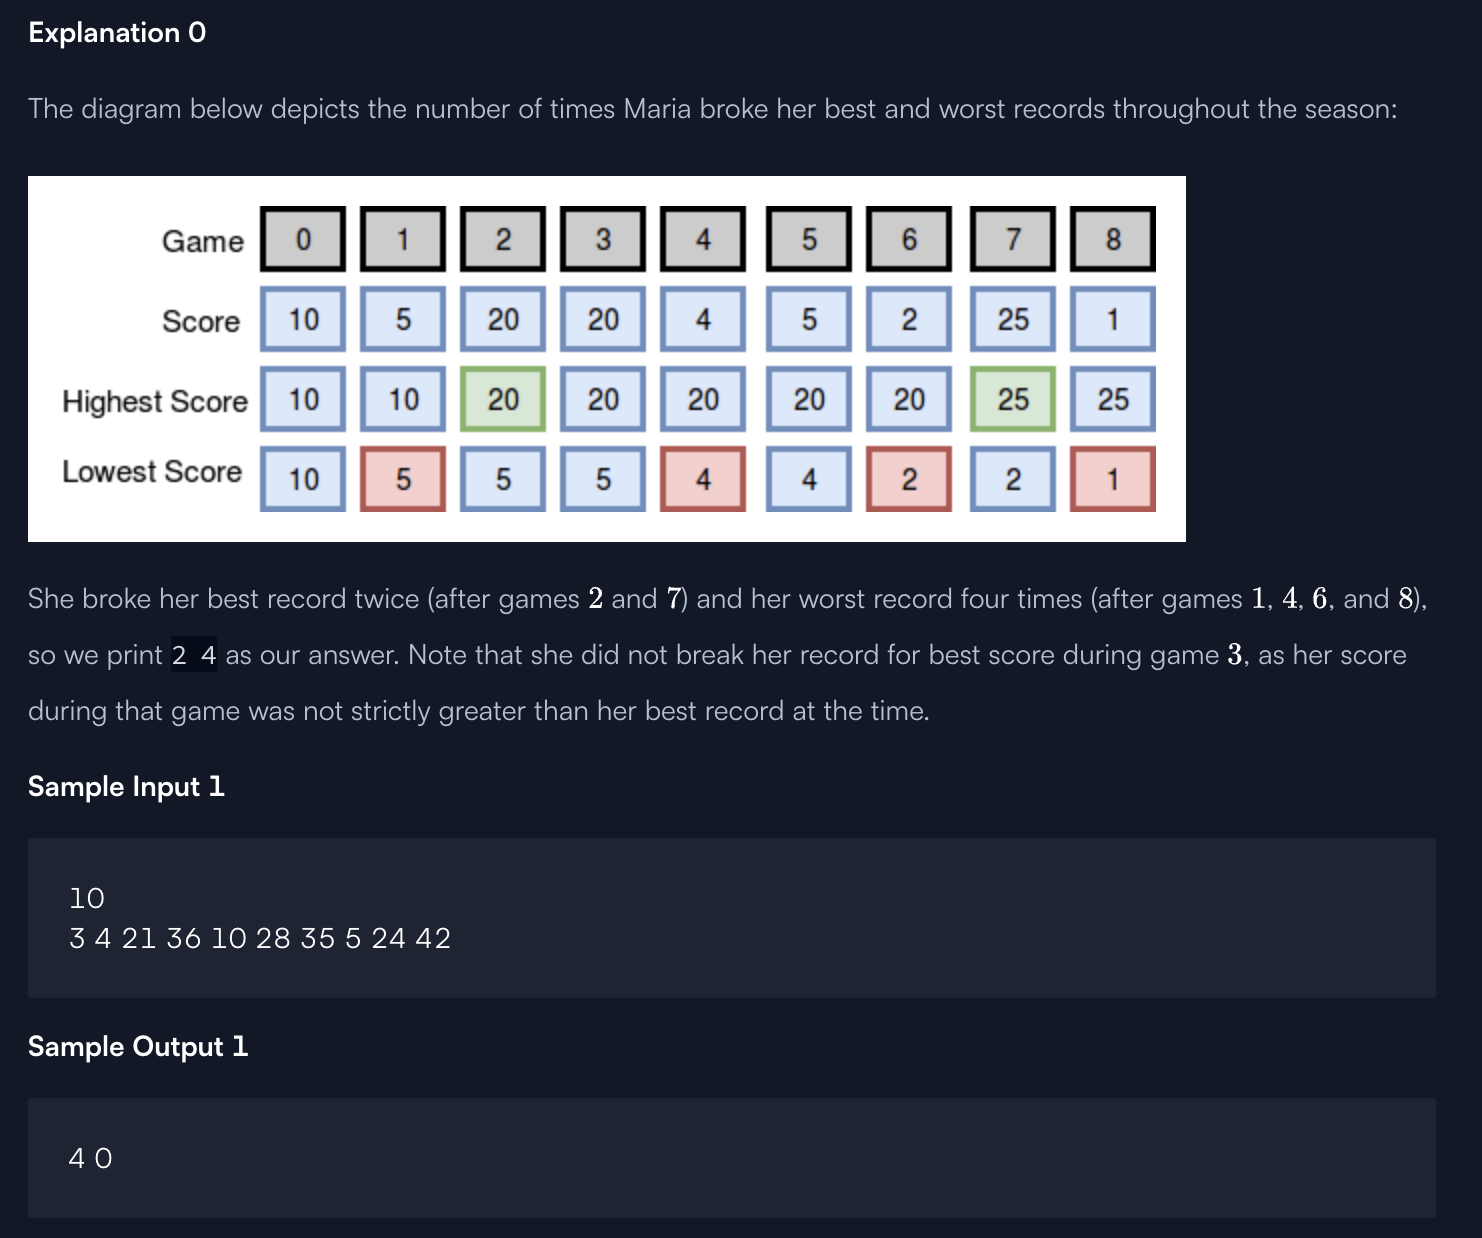 Explanation 0
The diagram below depicts the number of times Maria broke her best and worst records throughout the season:
Game 0 1 2 3 4 5 6 7 8
Score 10 5 20 20 4 5 2 25 1
Highest Score 10 10 20 20 20 20 20 25 25
Lowest Score 10 5 5 5 4 4 2 2 1
She broke her best record twice (after games 2 and 7) and her worst record four times (after games 1, 4, 6, and 8),
so we print 2 4 as our answer. Note that she did not break her record for best score during game 3, as her score
during that game was not strictly greater than her best record at the time.
Sample Input 1
10
3 4 21 36 10 28 35 5 24 42
Sample Output 1
4 0